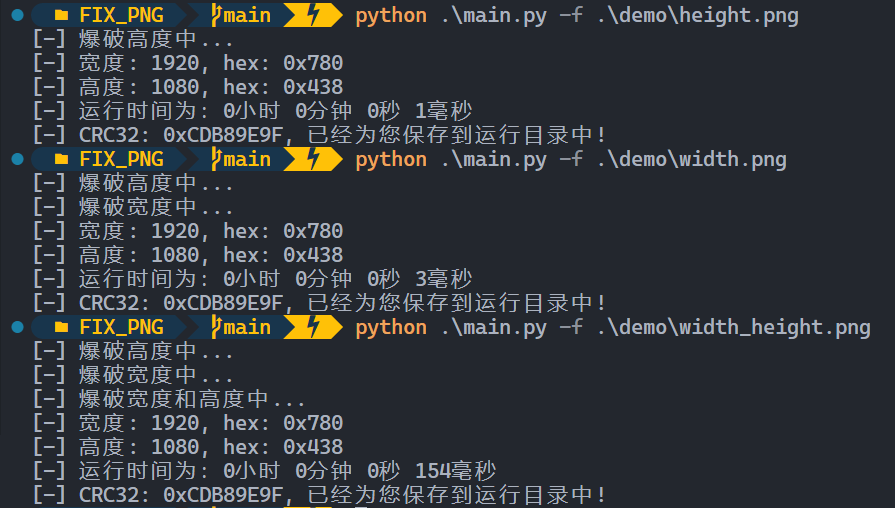 FIX_PNG main python .\main.py -f .\demo\height.png
[-] 爆破高度中...
[-] 宽度: 1920, hex: 0x780
[-] 高度: 1080, hex: 0x438
[-] 运行时间为: 0小时 0分钟 0秒 1毫秒
[-] CRC32: 0xCDB89E9F, 已经为您保存到运行目录中!
FIX_PNG main python .\main.py -f .\demo\width.png
[-] 爆破高度中...
[-] 爆破宽度中...
[-] 宽度: 1920, hex: 0x780
[-] 高度: 1080, hex: 0x438
[-] 运行时间为: 0小时 0分钟 0秒 3毫秒
[-] CRC32: 0xCDB89E9F, 已经为您保存到运行目录中!
FIX_PNG main python .\main.py -f .\demo\width_height.png
[-] 爆破高度中...
[-] 爆破宽度中...
[-] 爆破宽度和高度中...
[-] 宽度: 1920, hex: 0x780
[-] 高度: 1080, hex: 0x438
[-] 运行时间为: 0小时 0分钟 0秒 154毫秒
[-] CRC32: 0xCDB89E9F, 已经为您保存到运行目录中!